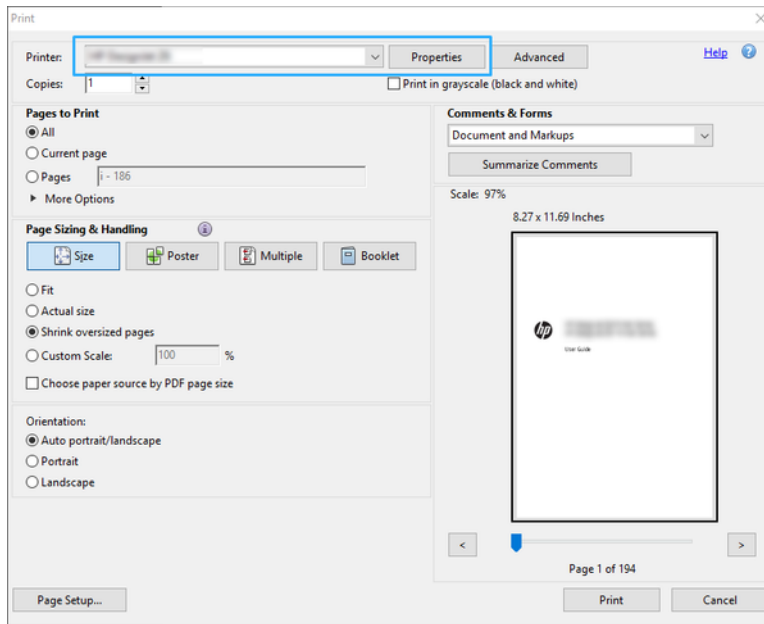 Print
Printer: Properties Advanced Help
Copies: 1 Print in grayscale (black and white)
Pages to Print
All
Current page
Pages i - 186
More Options
Comments & Forms
Document and Markups
Summarize Comments
Scale: 97%
8.27 x 11.69 Inches
Page Sizing & Handling
Size Poster Multiple Booklet
Fit
Actual size
Shrink oversized pages
Custom Scale: 100 %
Choose paper source by PDF page size
hp
User Guide
Orientation:
Auto portrait/landscape
Portrait
Landscape
< >
Page 1 of 194
Page Setup... Print Cancel